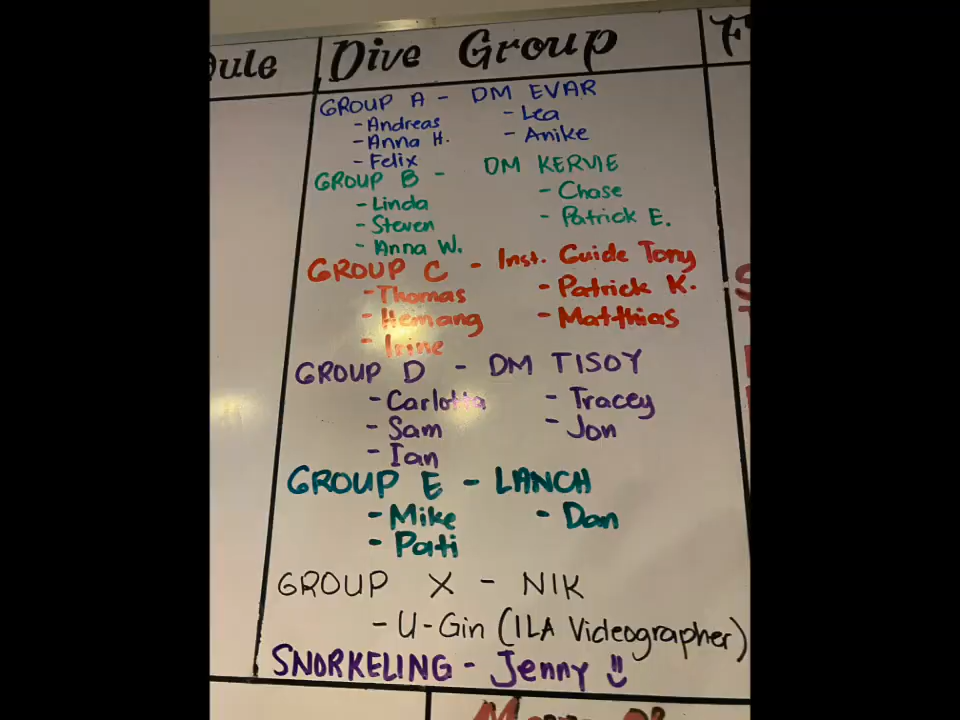 Dive Group
GROUP A - DM EVAR
- Andreas - Lea
- Anna H. - Anike
- Felix
GROUP B - DM KERVIE
- Linda - Chase
- Steven - Patrick E.
- Anna W.
GROUP C - Inst. Guide Tony
- Thomas - Patrick K.
- Hemang - Matthias
- Irine
GROUP D - DM TISOY
- Carlotta - Tracey
- Sam - Jon
- Ian
GROUP E - LANCH
- Mike - Dan
- Pati
GROUP X - NIK
- U-Gin (ILA Videographer)
SNORKELING - Jenny